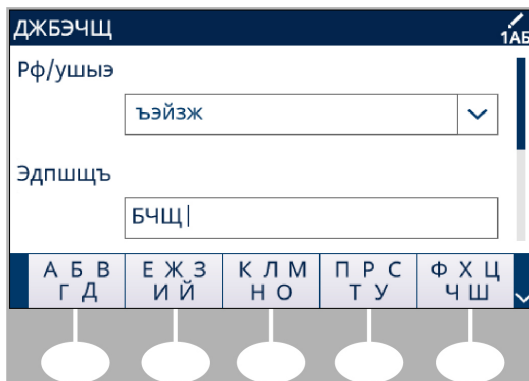 ДЖБЭЧЩ
1АБ
Рф/ушыэ
ъэйзж
Эдпшщъ
БЧЩ
А Б В Е Ж З К Л М П Р С Ф Х Ц
Г Д И Й Н О Т У Ч Ш